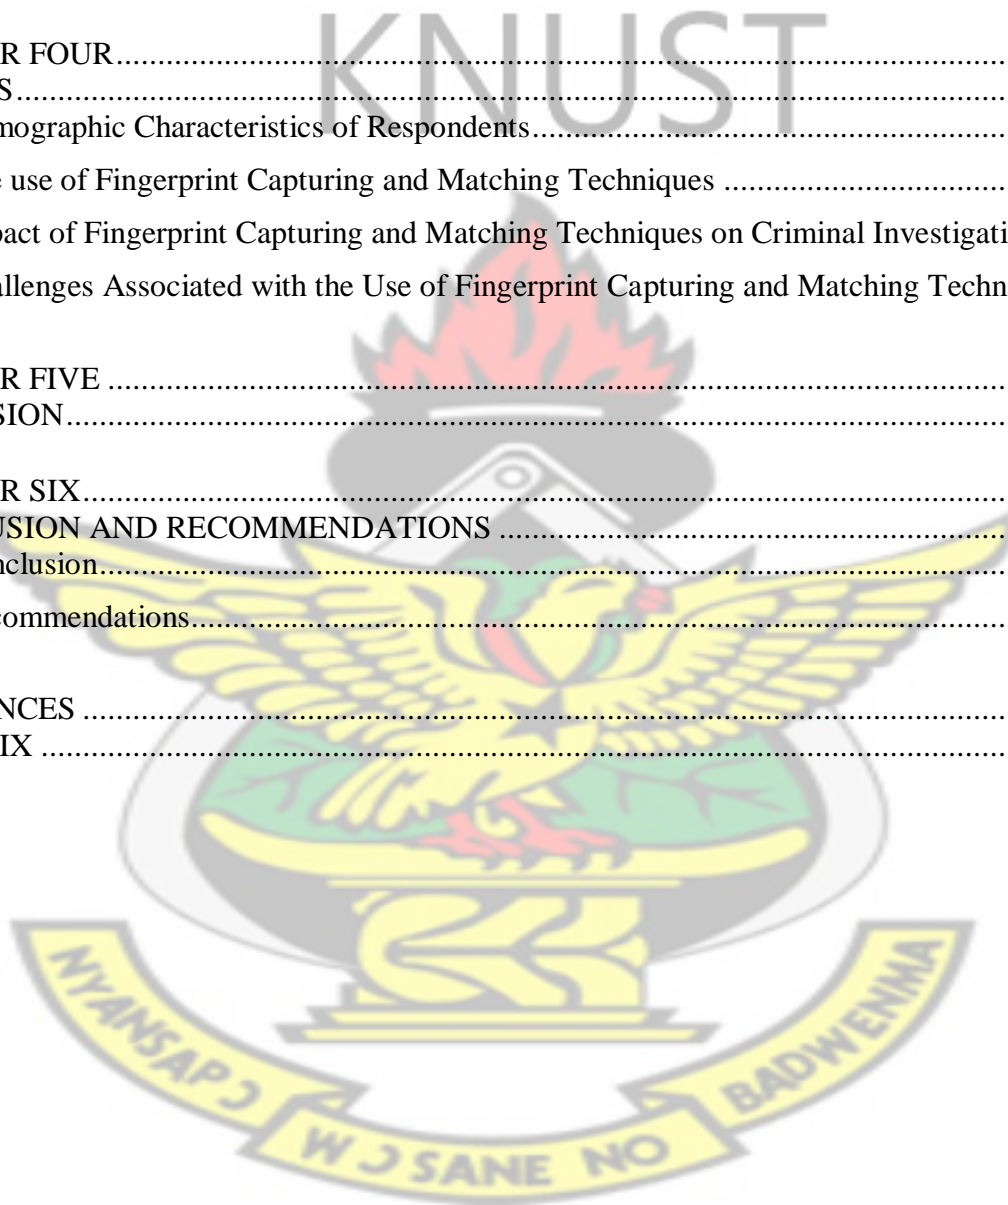 KNUST
R FOUR....................................................................................................
S....................................................................................................
mographic Characteristics of Respondents............................................................
e use of Fingerprint Capturing and Matching Techniques ....................................
pact of Fingerprint Capturing and Matching Techniques on Criminal Investigati
allenges Associated with the Use of Fingerprint Capturing and Matching Techn
R FIVE ....................................................................................................
SION....................................................................................................
R SIX....................................................................................................
USION AND RECOMMENDATIONS ................................................................
nclusion....................................................................................................
commendations............................................................................................
NCES ....................................................................................................
IX ....................................................................................................
NYANSAPƆ
WƆ SANE NO
BADWENMA